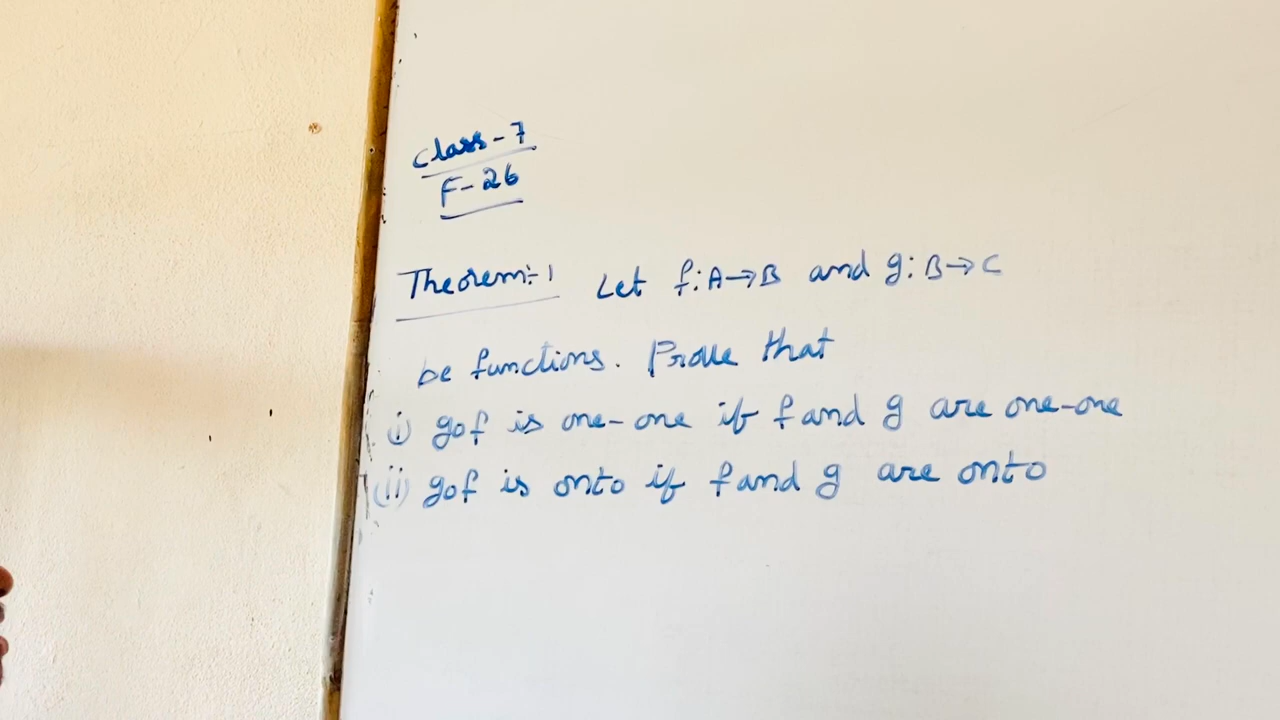 Class-7
F-26
Theorem:-1 Let f:A→B and g:B→C
be functions. Prove that
(i) gof is one-one if f and g are one-one
(ii) gof is onto if f and g are onto